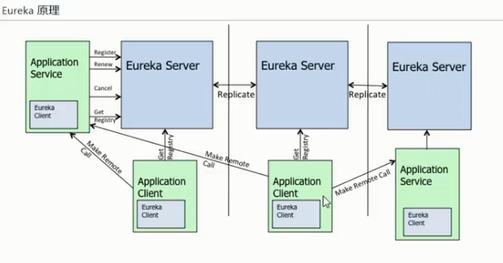 Eureka 原理
Application
Service
Eureka
Client
Register
Renew
Cancel
Get
Registry
Eureka Server
Replicate
Eureka Server
Replicate
Eureka Server
Make Remote
Call
Get
Registry
Make Remote
Call
Get
Registry
Make Remote Call
Application
Client
Eureka
Client
Application
Client
Eureka
Client
Application
Service
Eureka
Client